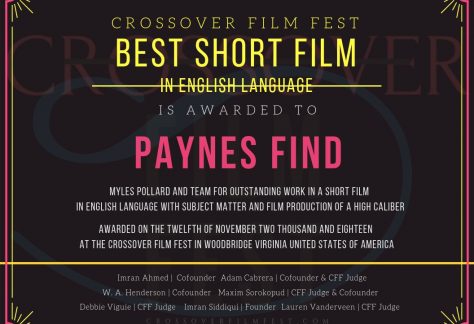 CROSSOVER FILM FEST
BEST SHORT FILM
IN ENGLISH LANGUAGE
IS AWARDED TO
PAYNES FIND
MYLES POLLARD AND TEAM FOR OUTSTANDING WORK IN A SHORT FILM
IN ENGLISH LANGUAGE WITH SUBJECT MATTER AND FILM PRODUCTION OF A HIGH CALIBER
AWARDED ON THE TWELFTH OF NOVEMBER TWO THOUSAND AND EIGHTEEN
AT THE CROSSOVER FILM FEST IN WOODBRIDGE VIRGINIA UNITED STATES OF AMERICA
Imran Ahmed | Cofounder Adam Cabrera | Cofounder & CFF Judge
W. A. Henderson | Cofounder Maxim Sorokopud | CFF Judge & Cofounder
Debbie Viguie | CFF Judge Imran Siddiqui | Founder Lauren Vanderveen | CFF Judge
CROSSOVERFILMFEST.COM
CROSSOVER